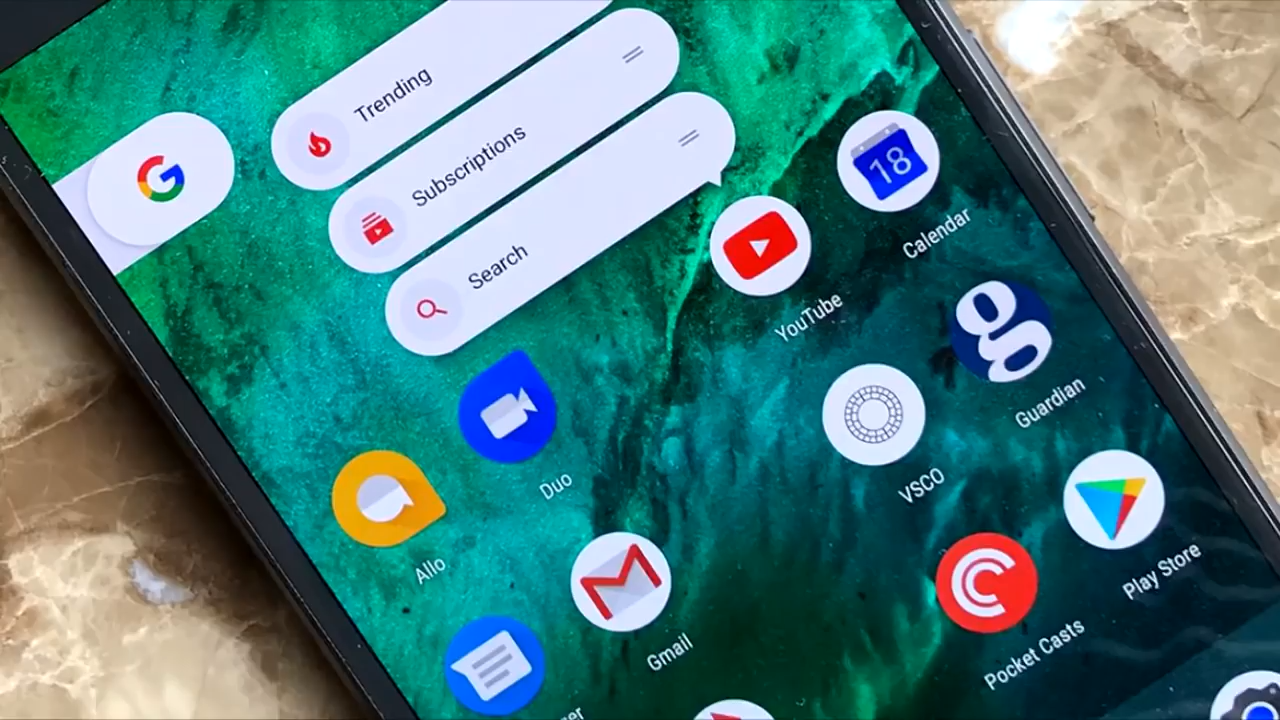 G
Trending
Subscriptions
Search
18
Calendar
YouTube
g
Guardian
Duo
VSCO
Allo
Play Store
Gmail
Pocket Casts